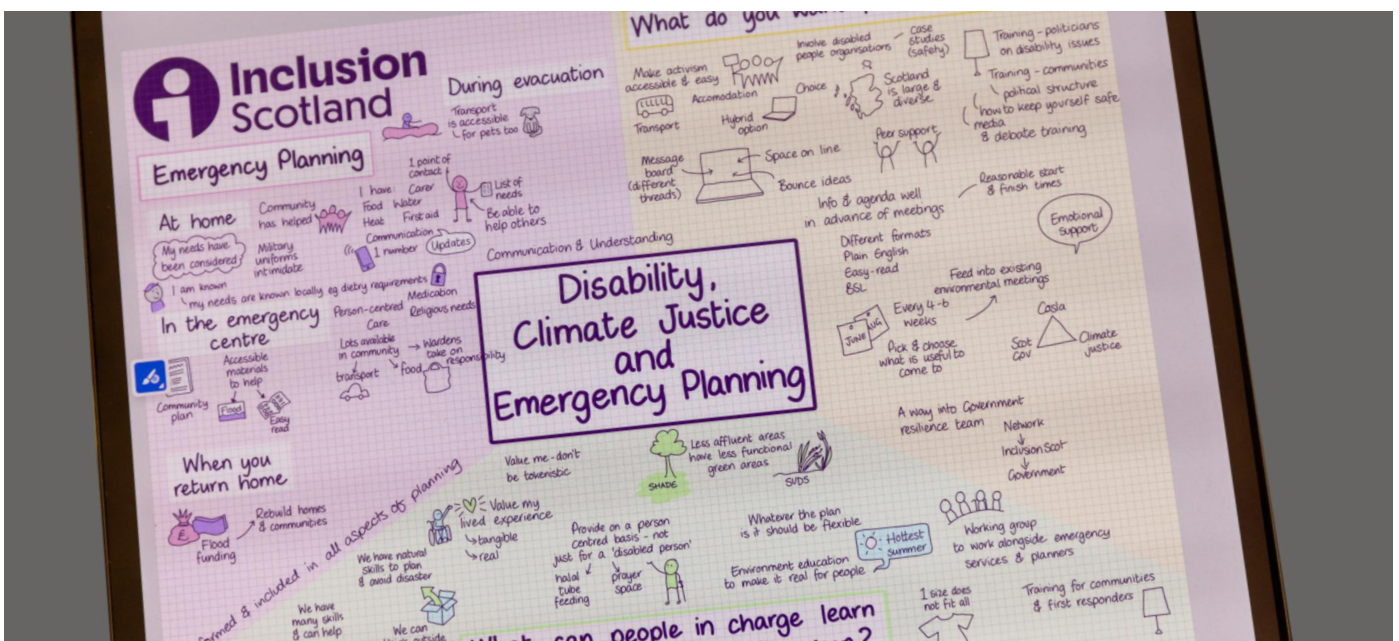 Inclusion
Scotland
During evacuation
Transport
is accessible
for pets too
Emergency Planning
At home
Community
has helped
I have
Food
Heat
Carer
Water
First aid
1 point of
contact
List of
needs
Be able to
help others
My needs have
been considered
Military
uniforms
intimidate
Communication
1 number
Updates
I am known
my needs are known locally eg dietry requirements
In the emergency
centre
Person-centred
Care
Medication
Religious needs
Accessible
materials
to help
Community
plan
Flood
Easy
read
Lots available
in community
transport
food
Wardens
take on
responsibility
When you
return home
Flood
funding
Rebuild homes
& communities
Communication & Understanding
Disability,
Climate Justice
and
Emergency Planning
What do you
Make activism
accessible & easy
Transport
Accomodation
Hybrid
option
Choice
Involve disabled
people organisations
case
studies
(safety)
Scotland
is large &
diverse
Training - politicians
on disability issues
Training - communities
political structure
how to keep yourself safe
media
& debate training
Message
board
(different
threads)
Space on line
Bounce ideas
Peer support
Info & agenda well
in advance of meetings
Reasonable start
& finish times
Emotional
support
Different formats
Plain English
Easy-read
BSL
Feed into existing
environmental meetings
JUNE
AUG
Every 4-6
weeks
Pick & choose
what is useful to
come to
Cosla
Scot
Gov
Climate
justice
A way into Government
resilience team
Network
Inclusion Scot
Government
Working group
to work alongside emergency
services & planners
Training for communities
& first responders
1 size does
not fit all
formed & included in all aspects of planning
Value me - don't
be tokenistic
Value my
lived experience
tangible
real
We have natural
skills to plan
& avoid disaster
We have
many skills
& can help
We can
outside
SHADE
Less affluent areas
have less functional
green areas
SUDS
Provide on a person
centred basis - not
just for a 'disabled person'
halal
tube
feeding
prayer
space
Whatever the plan
is it should be flexible
Environment education
to make it real for people
Hottest
summer
What can people in charge learn